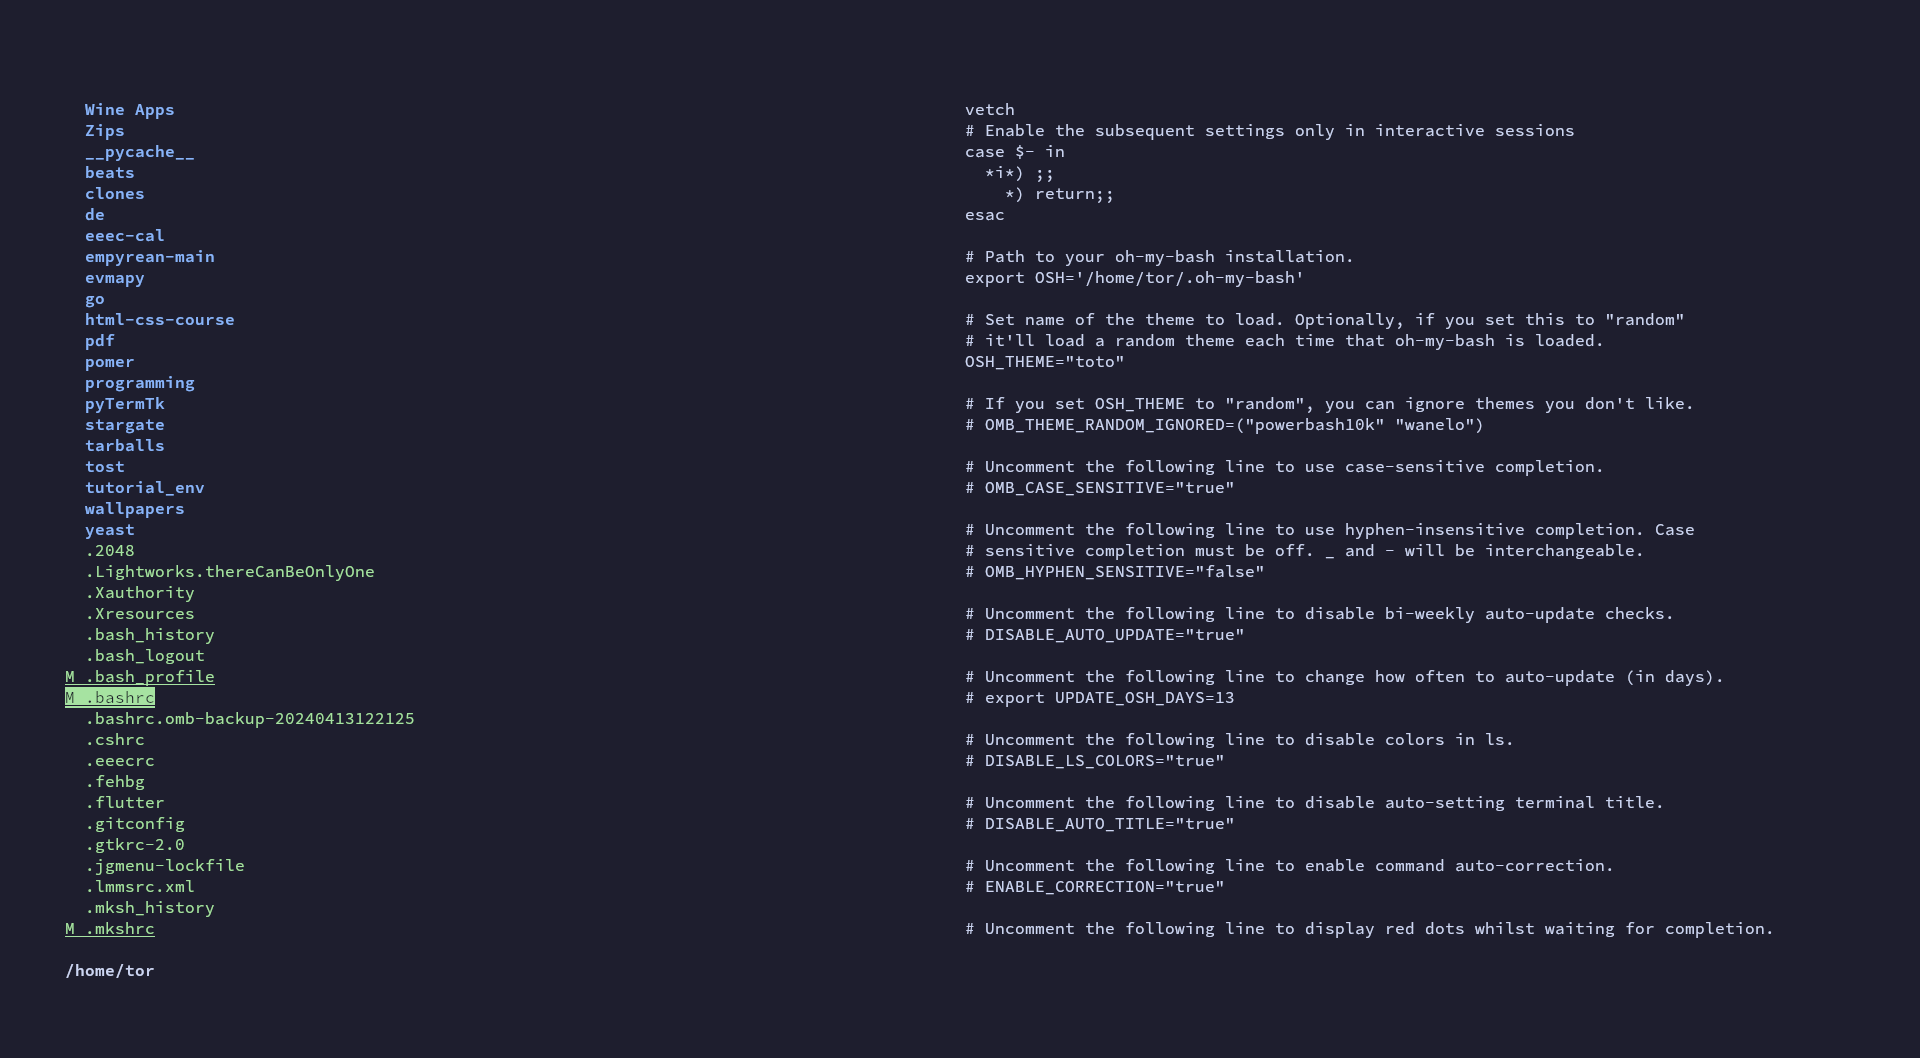 Wine Apps
Zips
__pycache__
beats
clones
de
eeec-cal
empyrean-main
evmapy
go
html-css-course
pdf
pomer
programming
pyTermTk
stargate
tarballs
tost
tutorial_env
wallpapers
yeast
.2048
.Lightworks.thereCanBeOnlyOne
.Xauthority
.Xresources
.bash_history
.bash_logout
M .bash_profile
M .bashrc
.bashrc.omb-backup-20240413122125
.cshrc
.eeecrc
.fehbg
.flutter
.gitconfig
.gtkrc-2.0
.jgmenu-lockfile
.lmmsrc.xml
.mksh_history
M .mkshrc
/home/tor
vetch
# Enable the subsequent settings only in interactive sessions
case $- in
  *i*) ;;
    *) return;;
esac
# Path to your oh-my-bash installation.
export OSH='/home/tor/.oh-my-bash'
# Set name of the theme to load. Optionally, if you set this to "random"
# it'll load a random theme each time that oh-my-bash is loaded.
OSH_THEME="toto"
# If you set OSH_THEME to "random", you can ignore themes you don't like.
# OMB_THEME_RANDOM_IGNORED=("powerbash10k" "wanelo")
# Uncomment the following line to use case-sensitive completion.
# OMB_CASE_SENSITIVE="true"
# Uncomment the following line to use hyphen-insensitive completion. Case
# sensitive completion must be off. _ and - will be interchangeable.
# OMB_HYPHEN_SENSITIVE="false"
# Uncomment the following line to disable bi-weekly auto-update checks.
# DISABLE_AUTO_UPDATE="true"
# Uncomment the following line to change how often to auto-update (in days).
# export UPDATE_OSH_DAYS=13
# Uncomment the following line to disable colors in ls.
# DISABLE_LS_COLORS="true"
# Uncomment the following line to disable auto-setting terminal title.
# DISABLE_AUTO_TITLE="true"
# Uncomment the following line to enable command auto-correction.
# ENABLE_CORRECTION="true"
# Uncomment the following line to display red dots whilst waiting for completion.